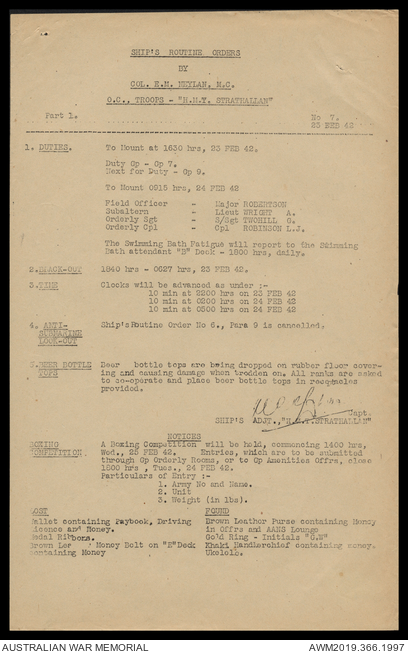 SHIP'S ROUTINE ORDERS
BY
COL. E.M. NEYLAN, M.C.
O.C., TROOPS - "H.M.T. STRATHALLAN"
Part 1. No 7.
23 FEB 42
1. DUTIES. To Mount at 1630 hrs, 23 FEB 42.
Duty Gp - Gp 7.
Next for Duty - Gp 9.
To Mount 0815 hrs, 24 FEB 42
Field Officer - Major ROBERTSON
Subaltern - Lieut WRIGHT A.
Orderly Sgt - S/Sgt TWOHILL G.
Orderly Cpl - Cpl ROBINSON L.J.
The Swimming Bath Fatigue will report to the Swimming
Bath attendant "B" Deck - 1800 hrs, daily.
2. BLACK-OUT 1840 hrs - 0627 hrs, 23 FEB 42.
3. TIME Clocks will be advanced as under :-
10 min at 2200 hrs on 23 FEB 42
10 min at 0200 hrs on 24 FEB 42
10 min at 0500 hrs on 24 FEB 42
4. ANTI- Ship's Routine Order No 6., Para 9 is cancelled.
SUBMARINE
LOOK-OUT
5. BEER BOTTLE Beer bottle tops are being dropped on rubber floor cover-
TOPS ing and causing damage when trodden on. All ranks are asked
to co-operate and place beer bottle tops in
provided.
Capt.
SHIP'S ADJT.,"H.M.T.STRATHALLAN"
NOTICES
BOXING A Boxing Competition will be held, commencing 1400 hrs,
COMPETITION. Wed., 25 FEB 42. Entries, which are to be submitted
through Gp Orderly Rooms, or to Gp Amenities Offrs, close
1800 hrs , Tues., 24 FEB 42.
Particulars of Entry :-
1. Army No and Name.
2. Unit
3. Weight (in lbs).
LOST FOUND
Wallet containing Paybook, Driving Brown Leather Purse containing Money
Licence and Money. in Offrs and AANS Lounge
Medal Ribbons. Gold Ring - Initials "G.W"
Brown Money Belt on "E"Deck Khaki Handkerchief containing money.
containing Money Ukelele.
AUSTRALIAN WAR MEMORIAL AWM2019.366.1997